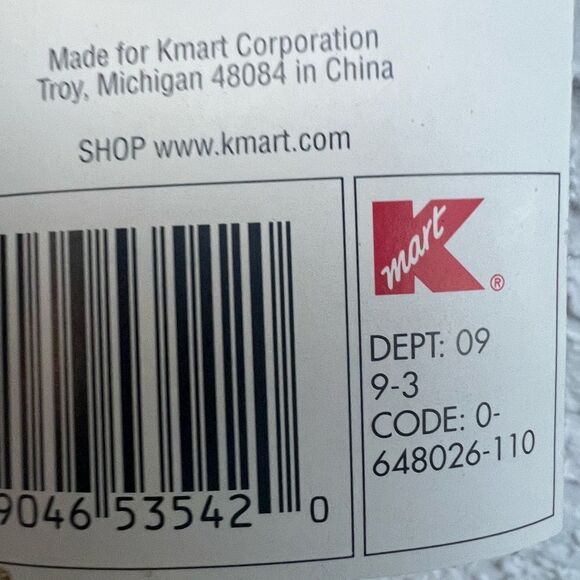 Made for Kmart Corporation
Troy, Michigan 48084 in China
SHOP www.kmart.com
9046 53542 0
Kmart®
DEPT: 09
9-3
CODE: 0-
648026-110